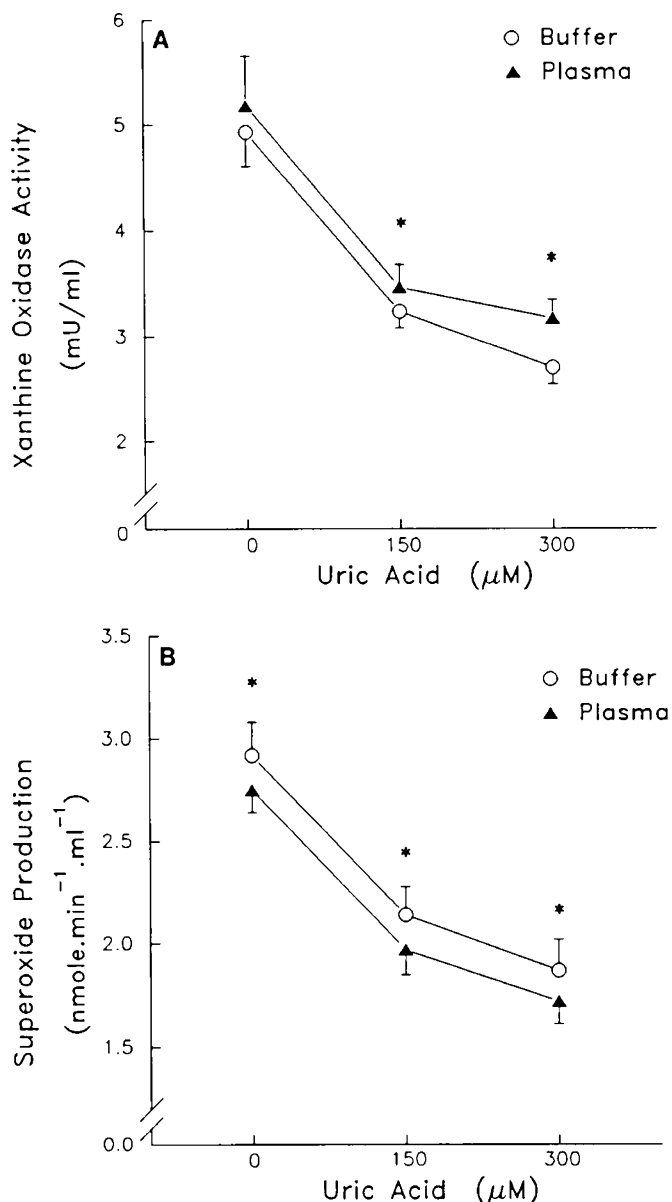 A
○ Buffer
▲ Plasma
Xanthine Oxidase Activity
(mU/ml)
6
5
4
3
2
0
*
*
0 150 300
Uric Acid (μM)
B
○ Buffer
▲ Plasma
Superoxide Production
(nmole.min⁻¹.ml⁻¹)
3.5
3.0
2.5
2.0
1.5
0.0
*
*
*
0 150 300
Uric Acid (μM)